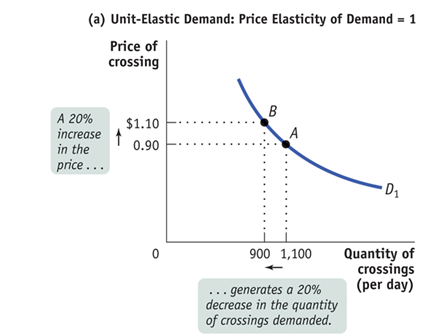 (a) Unit-Elastic Demand: Price Elasticity of Demand = 1
Price of
crossing
A 20%
increase
in the
price . . .
$1.10
0.90
B
A
D1
0
900
1,100
Quantity of
crossings
(per day)
. . . generates a 20%
decrease in the quantity
of crossings demanded.